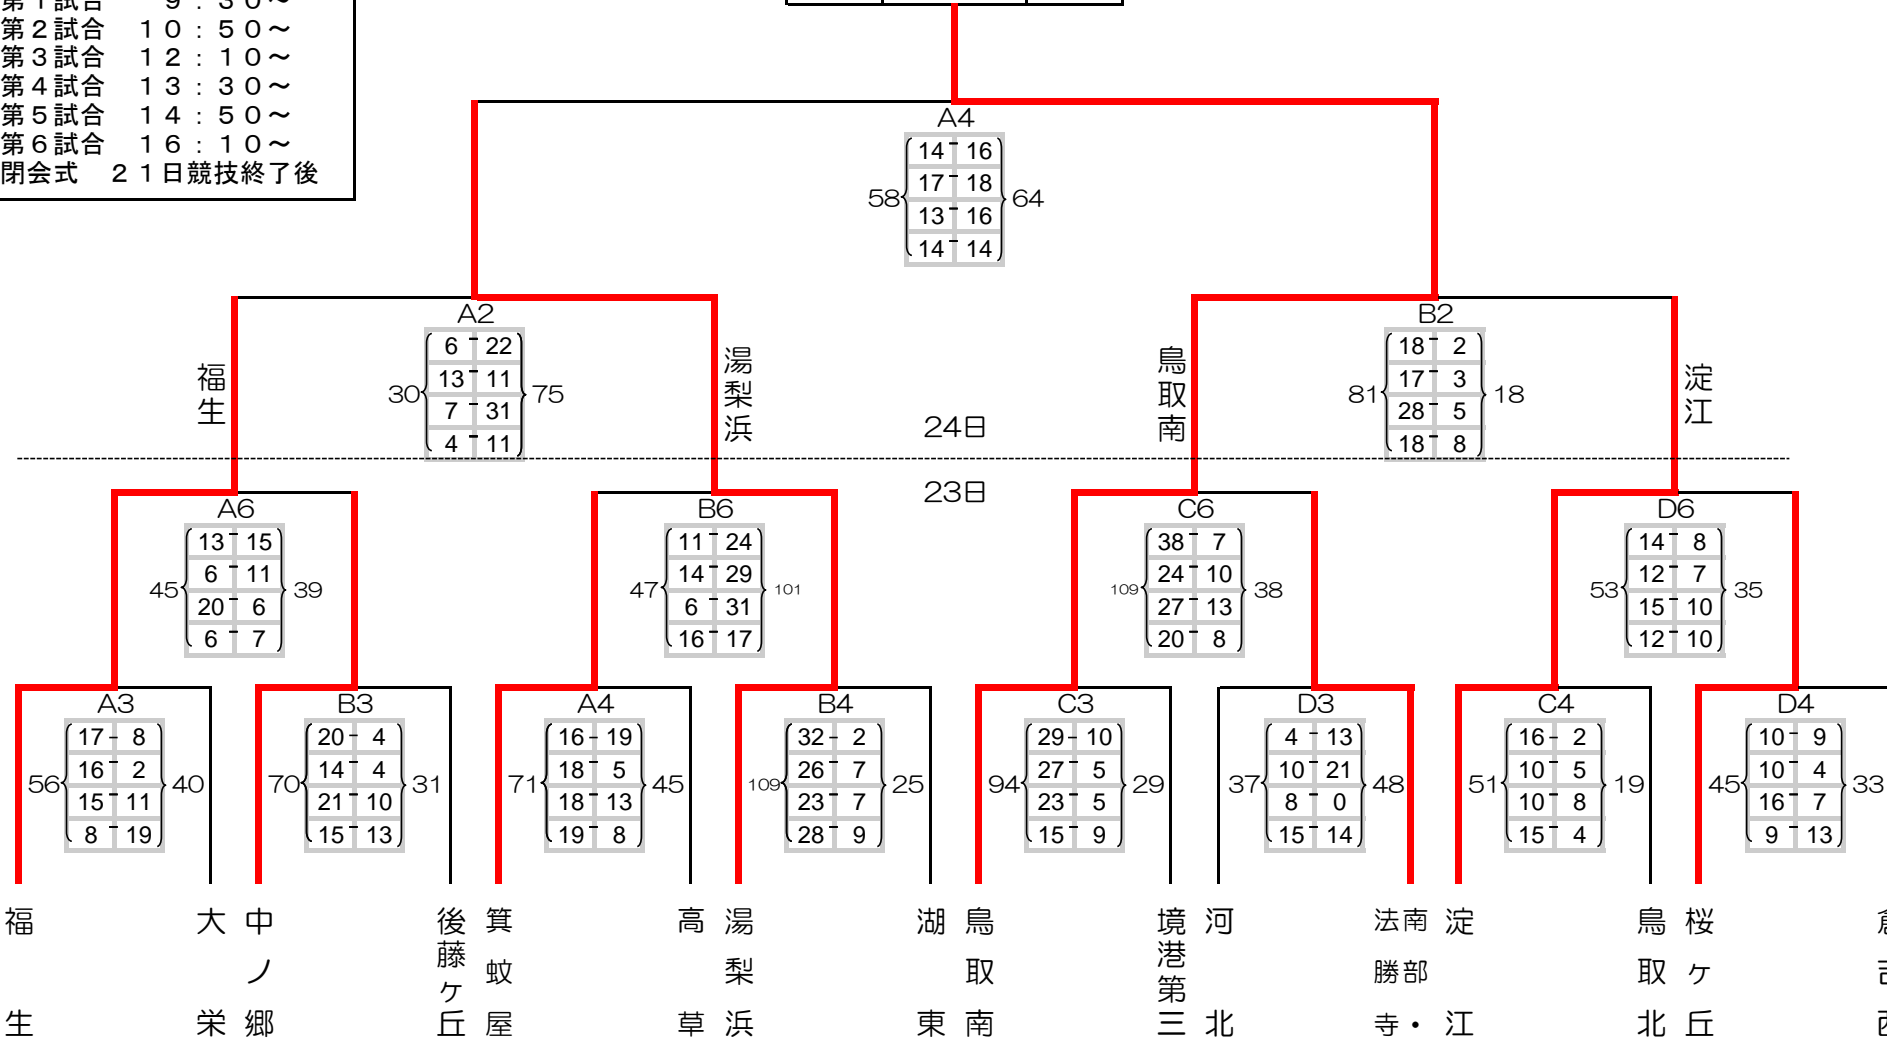 第１試合　９：３０～
第２試合　１０：５０～
第３試合　１２：１０～
第４試合　１３：３０～
第５試合　１４：５０～
第６試合　１６：１０～
閉会式　２１日競技終了後
A4
14 - 16
17 - 18
58 64
13 - 16
14 - 14
A2 B2
6 - 22 18 - 2
13 - 11 17 - 3
福生 30 75 湯梨浜 鳥取南 81 18 淀江
7 - 31 28 - 5
4 - 11 18 - 8
24日
23日
A6 B6 C6 D6
13 - 15 11 - 24 38 - 7 14 - 8
6 - 11 14 - 29 24 - 10 12 - 7
45 39 47 101 109 38 53 35
20 - 6 6 - 31 27 - 13 15 - 10
6 - 7 16 - 17 20 - 8 12 - 10
A3 B3 A4 B4 C3 D3 C4 D4
17 - 8 20 - 4 16 - 19 32 - 2 29 - 10 4 - 13 16 - 2 10 - 9
16 - 2 14 - 4 18 - 5 26 - 7 27 - 5 10 - 21 10 - 5 10 - 4
56 40 70 31 71 45 109 25 94 29 37 48 51 19 45 33
15 - 11 21 - 10 18 - 13 23 - 7 23 - 5 8 - 0 10 - 8 16 - 7
8 - 19 15 - 13 19 - 8 28 - 9 15 - 9 15 - 14 15 - 4 9 - 13
福生
大栄
中ノ郷
後藤ヶ丘
箕蚊屋
高草
湯梨浜
湖東
鳥取南
境港第三
河北
南部・
法勝寺
淀江
鳥取北
桜ヶ丘